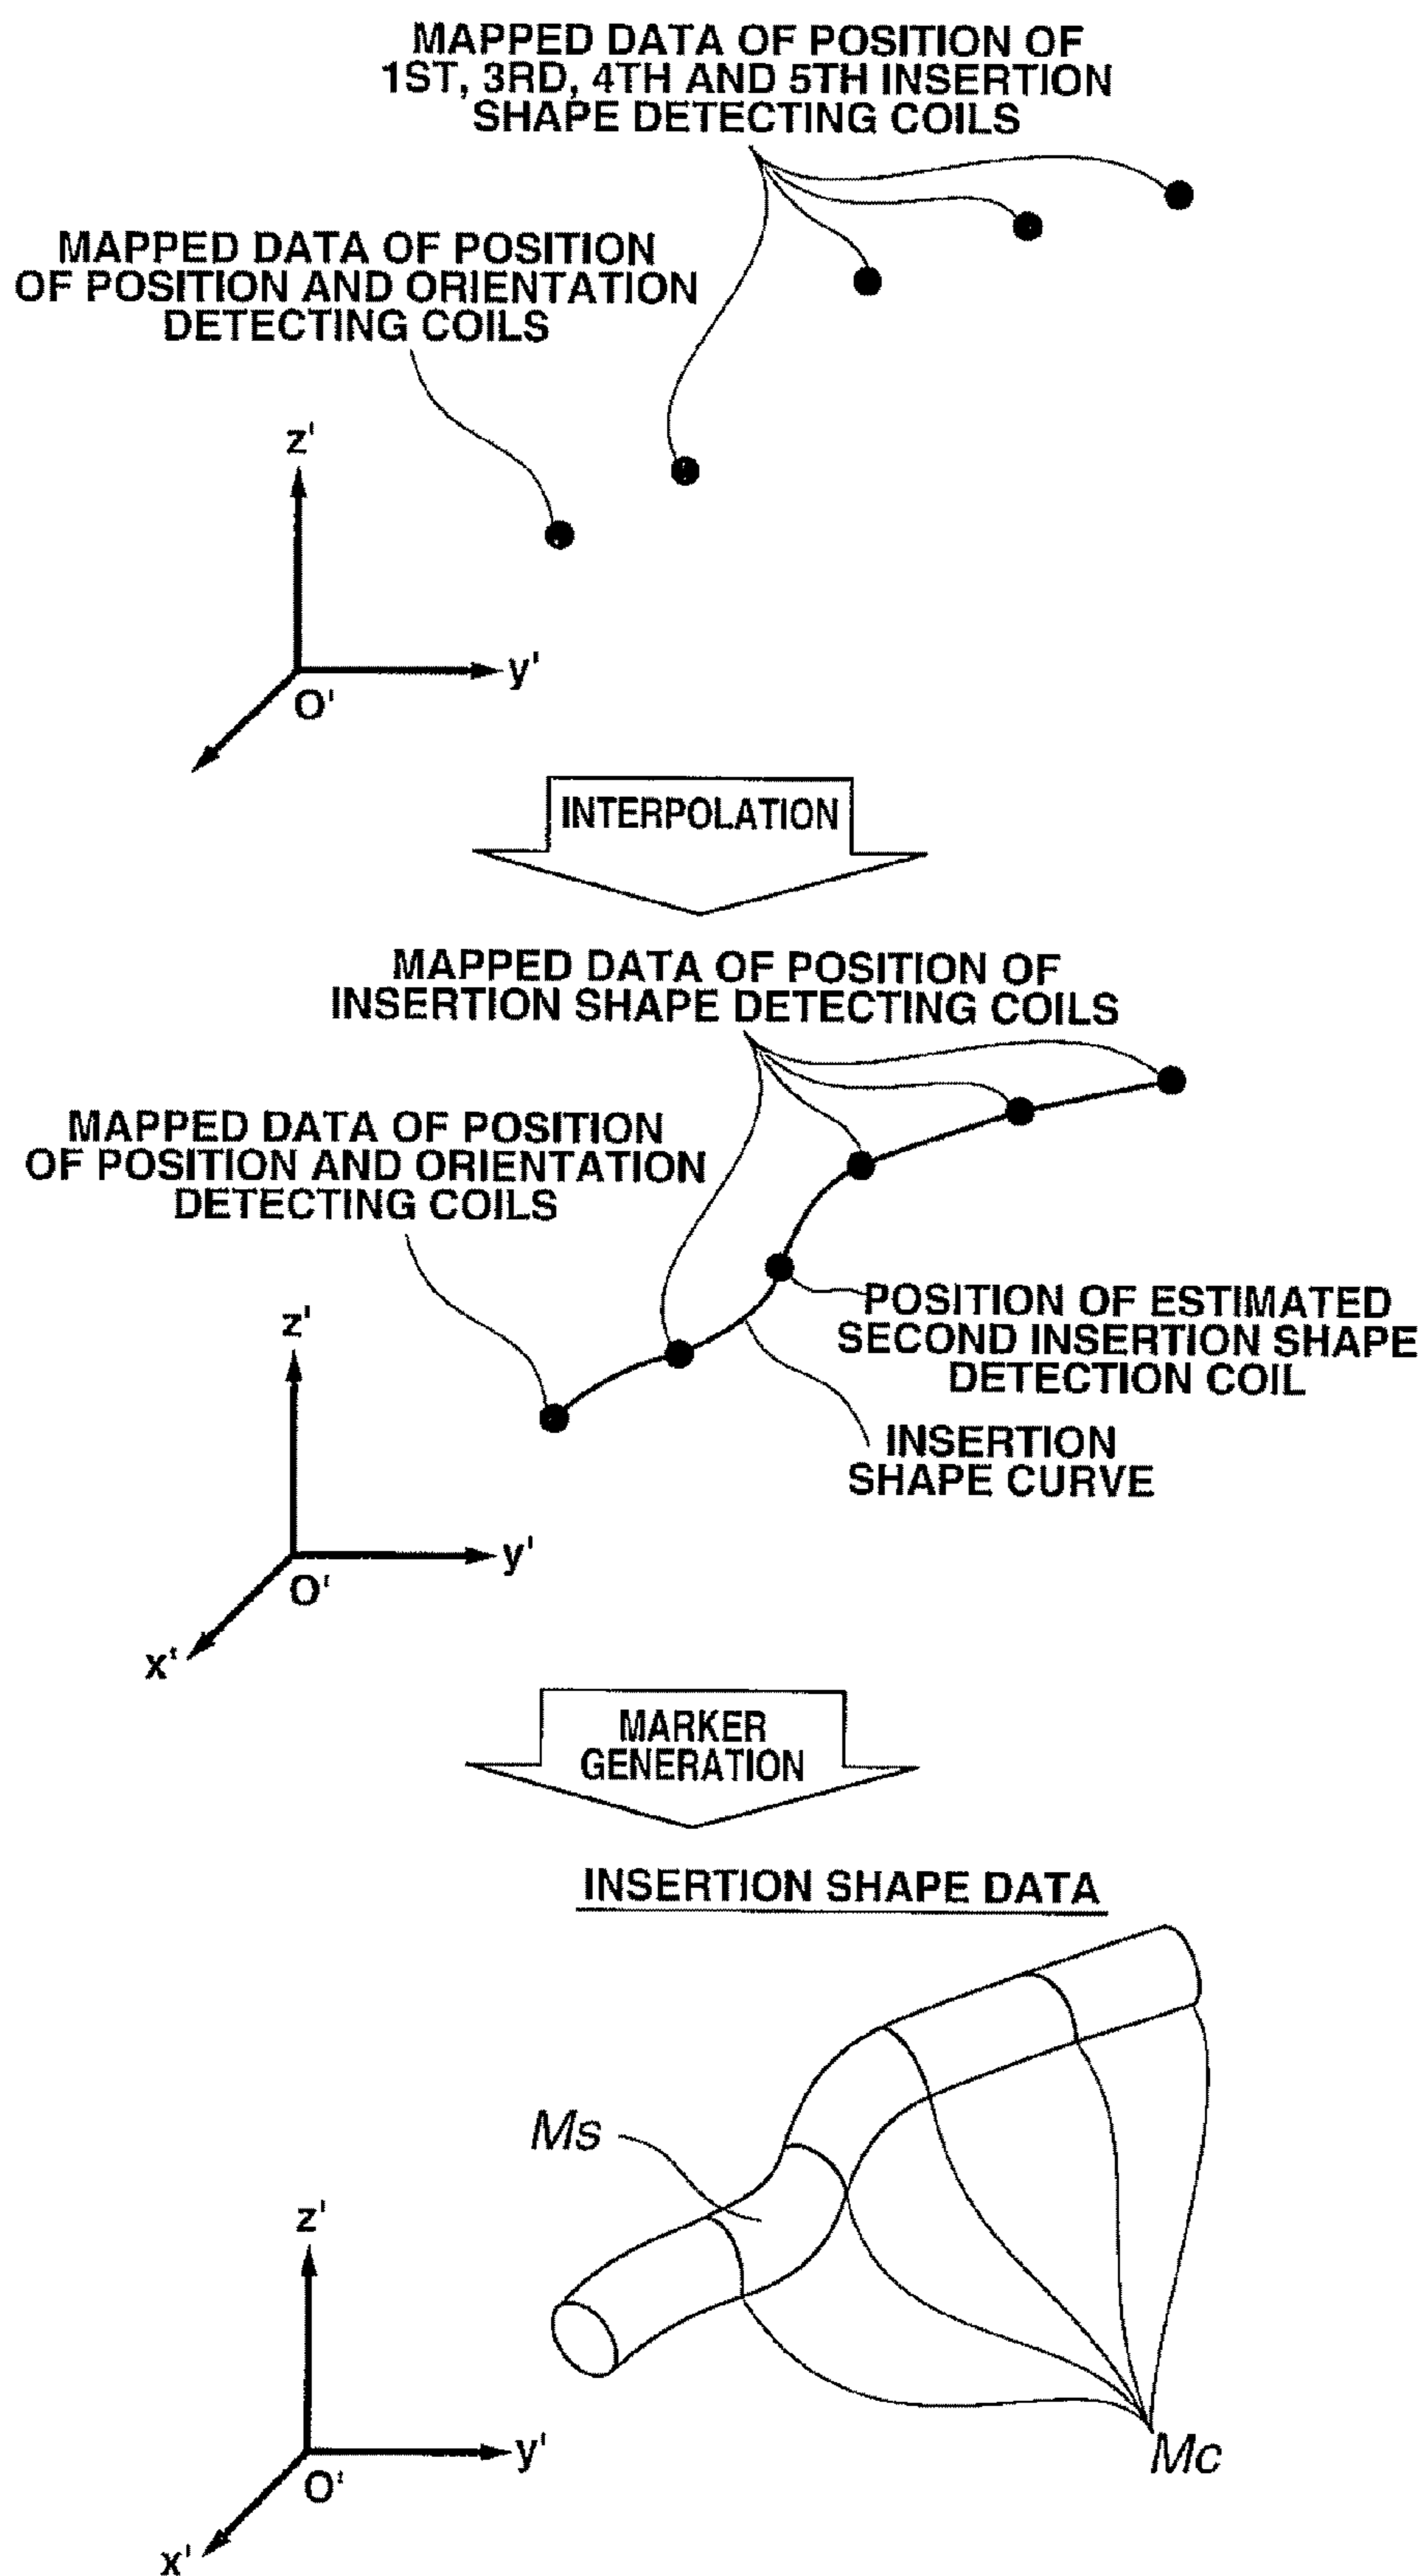 MAPPED DATA OF POSITION OF
1ST, 3RD, 4TH AND 5TH INSERTION
SHAPE DETECTING COILS
MAPPED DATA OF POSITION
OF POSITION AND ORIENTATION
DETECTING COILS
z'
y'
O'
INTERPOLATION
MAPPED DATA OF POSITION OF
INSERTION SHAPE DETECTING COILS
MAPPED DATA OF POSITION
OF POSITION AND ORIENTATION
DETECTING COILS
POSITION OF ESTIMATED
SECOND INSERTION SHAPE
DETECTION COIL
INSERTION
SHAPE CURVE
z'
y'
O'
x'
MARKER
GENERATION
INSERTION SHAPE DATA
Ms
z'
y'
O'
x'
Mc